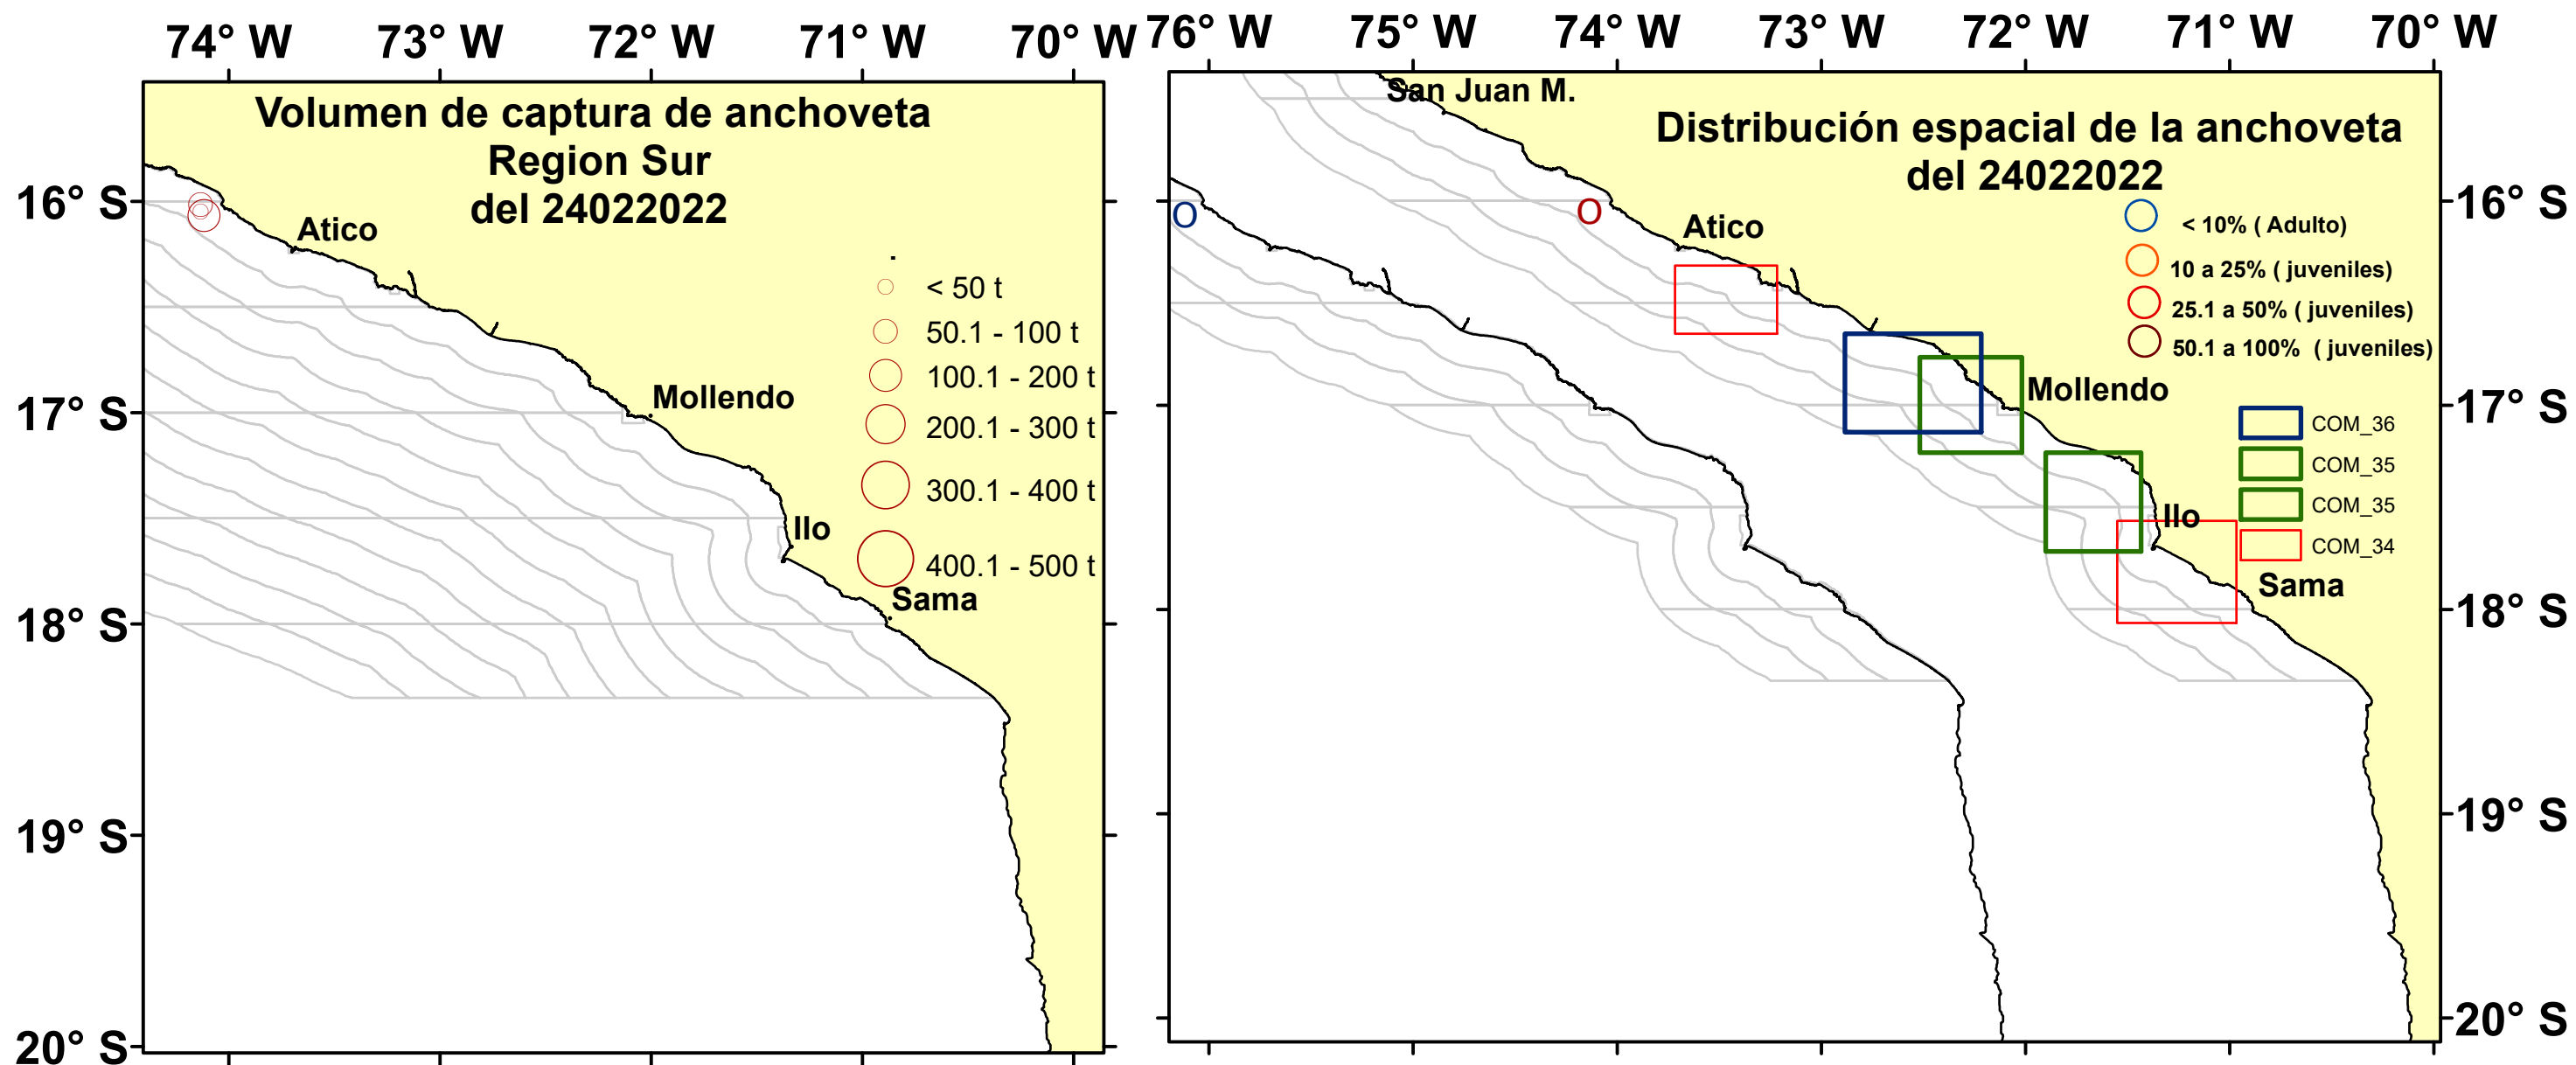 74° W 73° W 72° W 71° W 70° W
Volumen de captura de anchoveta
Region Sur
del 24022022
16° S
17° S
18° S
19° S
20° S
Atico
Mollendo
Ilo
Sama
< 50 t
50.1 - 100 t
100.1 - 200 t
200.1 - 300 t
300.1 - 400 t
400.1 - 500 t
76° W 75° W 74° W 73° W 72° W 71° W 70° W
San Juan M.
Distribución espacial de la anchoveta
del 24022022
< 10% ( Adulto)
10 a 25% ( juveniles)
25.1 a 50% ( juveniles)
50.1 a 100% ( juveniles)
Atico
Mollendo
Ilo
Sama
COM_36
COM_35
COM_35
COM_34
16° S
17° S
18° S
19° S
20° S